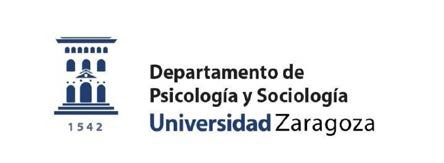 Departamento de
Psicología y Sociología
1542
Universidad Zaragoza